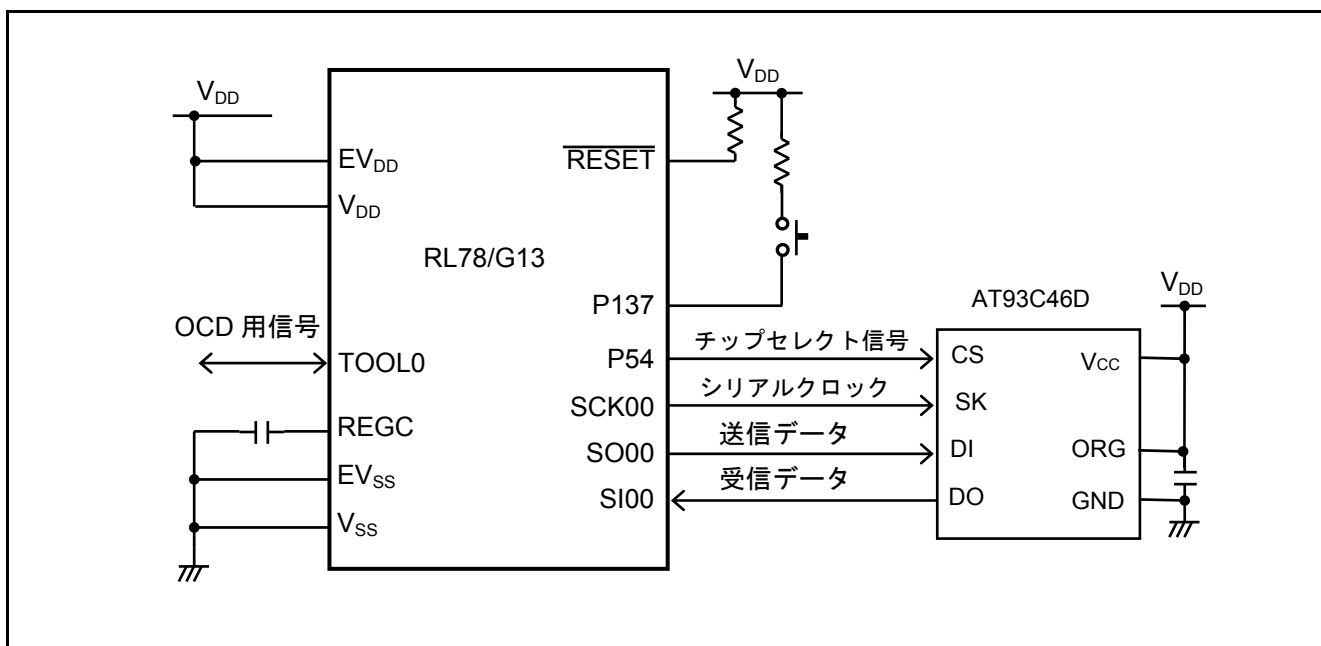 VDD
EVDD
VDD
OCD 用信号
TOOL0
REGC
EVSS
VSS
RL78/G13
RESET
P137
P54
SCK00
SO00
SI00
VDD
チップセレクト信号
シリアルクロック
送信データ
受信データ
AT93C46D
CS
SK
DI
DO
VCC
ORG
GND
VDD